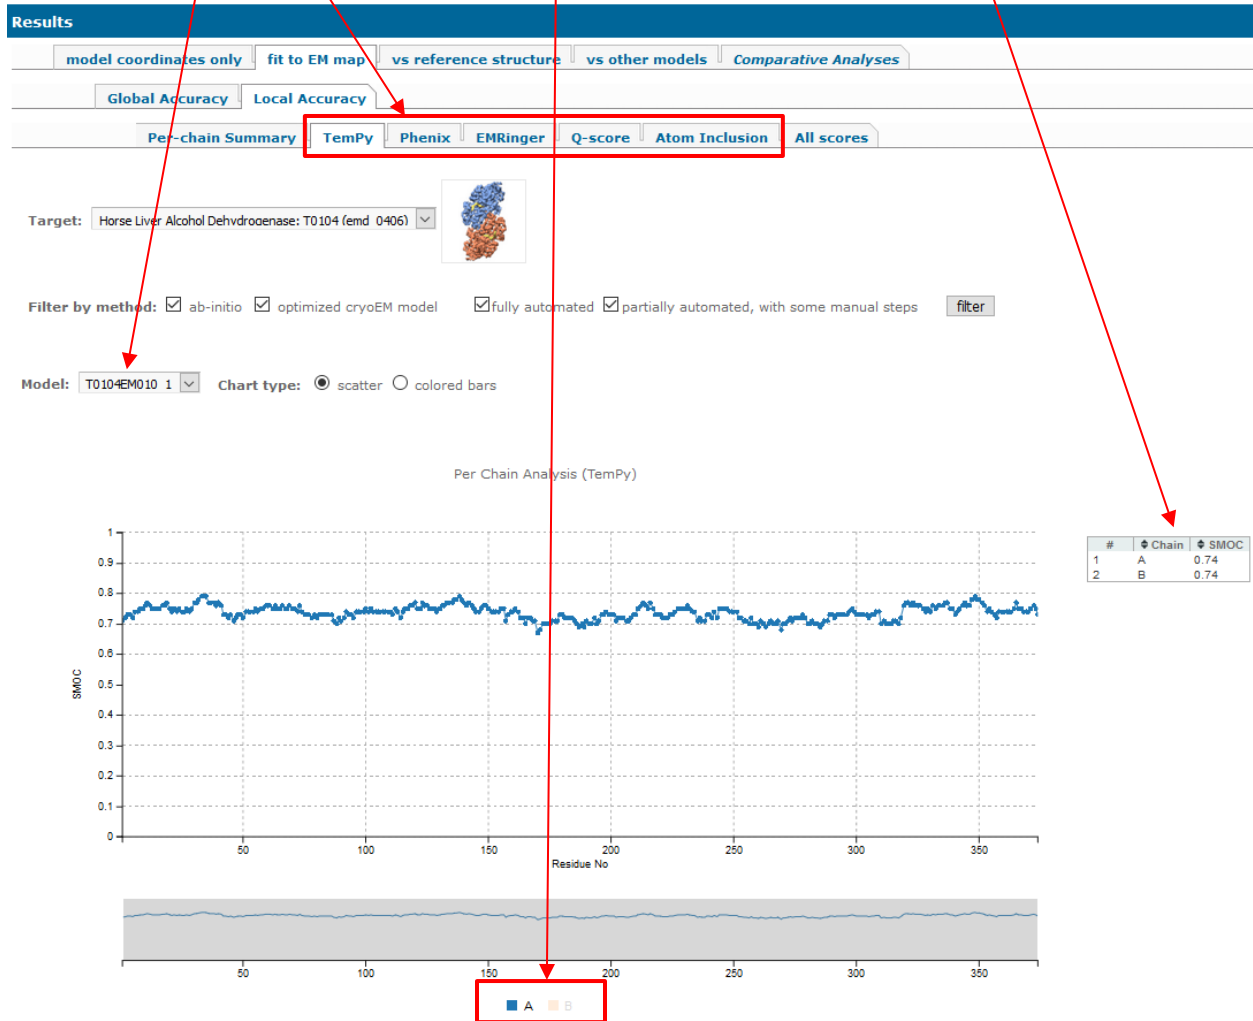 Results
model coordinates only fit to EM map vs reference structure vs other models Comparative Analyses
Global Accuracy Local Accuracy
Per-chain Summary TemPy Phenix EMRinger Q-score Atom Inclusion All scores
Target: Horse Liver Alcohol Dehydrogenase: T0104 (emd_0406)
Filter by method: ab-initio optimized cryoEM model fully automated partially automated, with some manual steps filter
Model: T0104EM010_1 Chart type: scatter colored bars
Per Chain Analysis (TemPy)
# Chain SMOC
1 A 0.74
2 B 0.74
1
0.9
0.8
0.7
0.6
0.5
0.4
0.3
0.2
0.1
0
SMOC
50 100 150 200 250 300 350
Residue No
50 100 150 200 250 300 350
A B